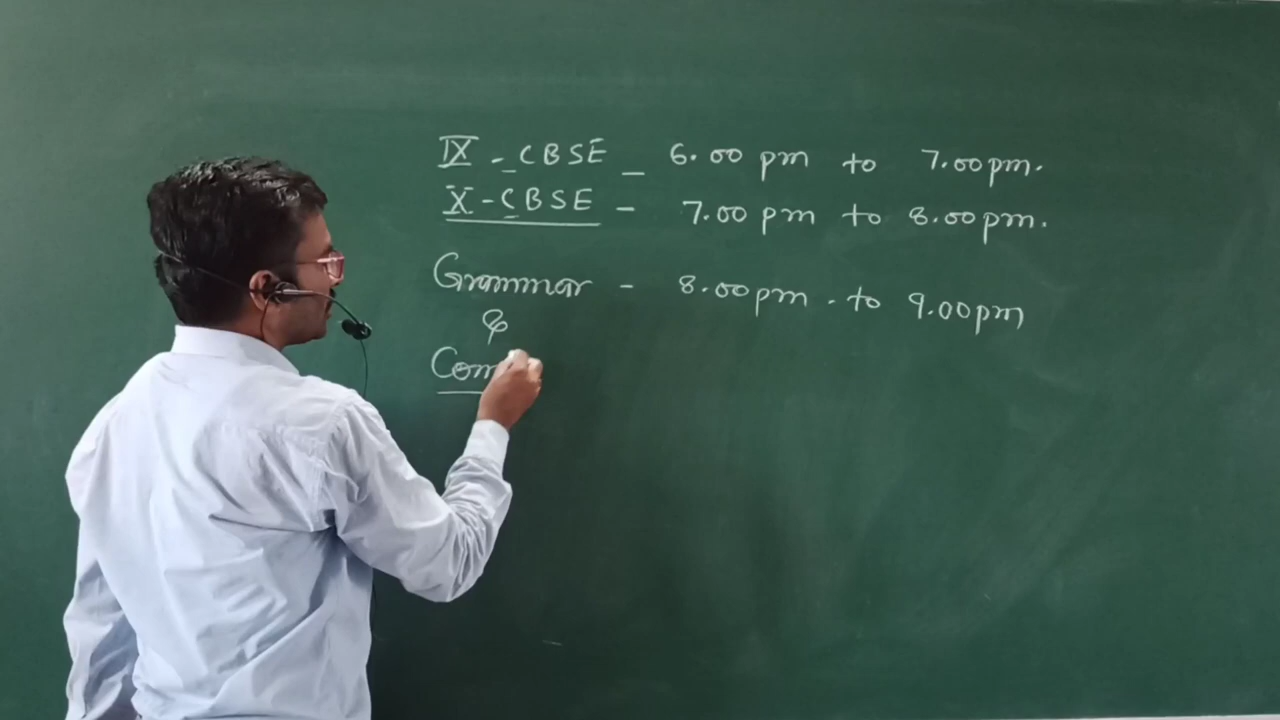 IX - CBSE - 6.00 pm to 7.00pm.
X - CBSE - 7.00 pm to 8.00pm.
Grammar - 8.00pm. to 9.00pm
&
Com